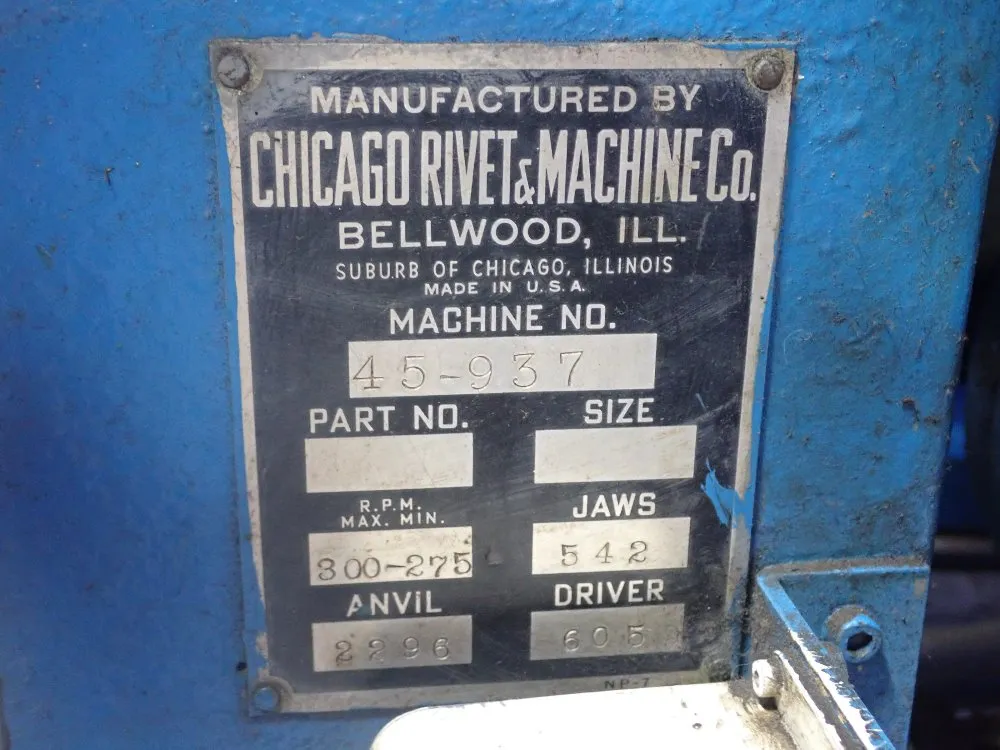 MANUFACTURED BY
CHICAGO RIVET & MACHINE Co.
BELLWOOD, ILL.
SUBURB OF CHICAGO, ILLINOIS
MADE IN U.S.A.
MACHINE NO.
45-937
PART NO. SIZE
R.P.M. JAWS
MAX. MIN.
300-275 542
ANVIL DRIVER
2296 605
NP-7